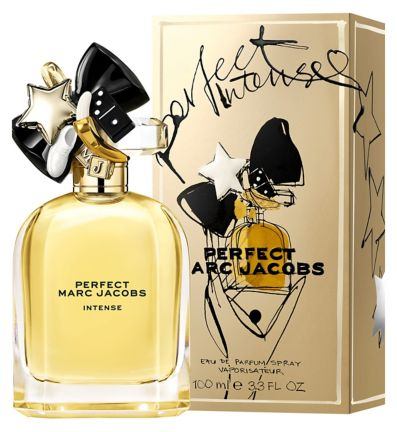 MJ
PERFECT
MARC JACOBS
INTENSE
perfect
intense
PERFECT
MARC JACOBS
EAU DE PARFUM SPRAY
VAPORISATEUR
100 ml e 3.3 FL OZ